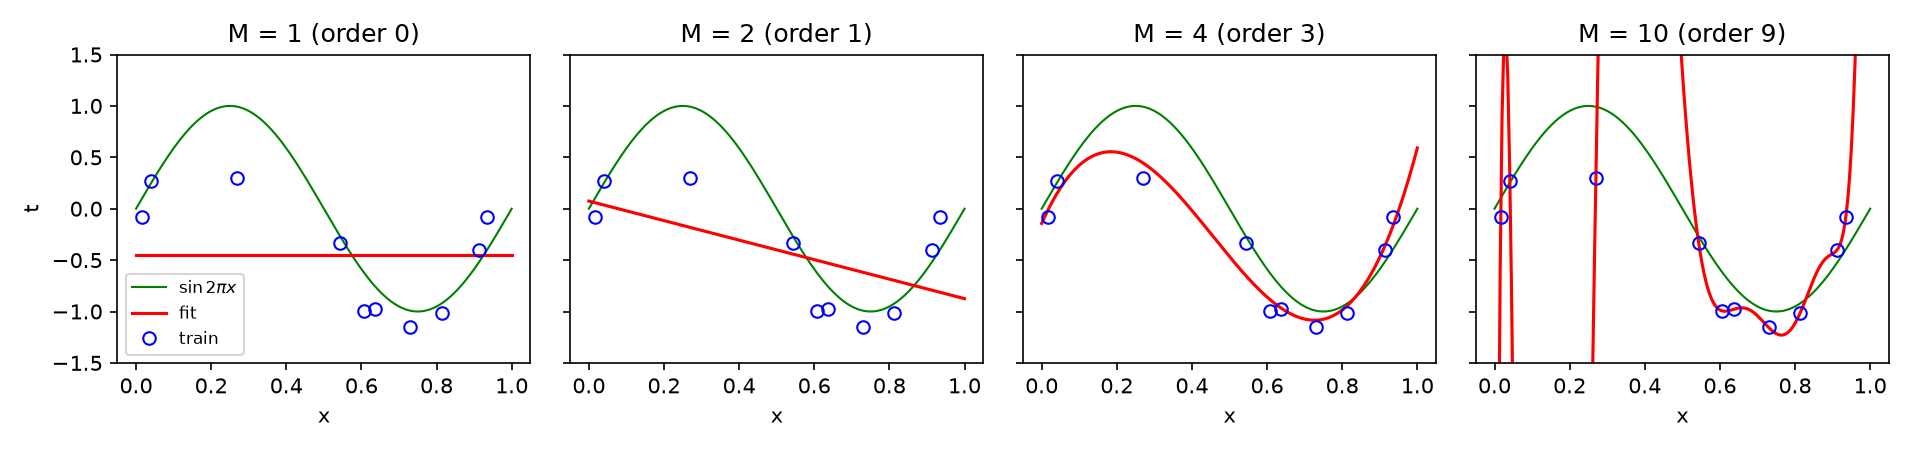 M = 1 (order 0)
M = 2 (order 1)
M = 4 (order 3)
M = 10 (order 9)
t
1.5
1.0
0.5
0.0
−0.5
−1.0
−1.5
sin 2πx
fit
train
0.0 0.2 0.4 0.6 0.8 1.0
x
0.0 0.2 0.4 0.6 0.8 1.0
x
0.0 0.2 0.4 0.6 0.8 1.0
x
0.0 0.2 0.4 0.6 0.8 1.0
x